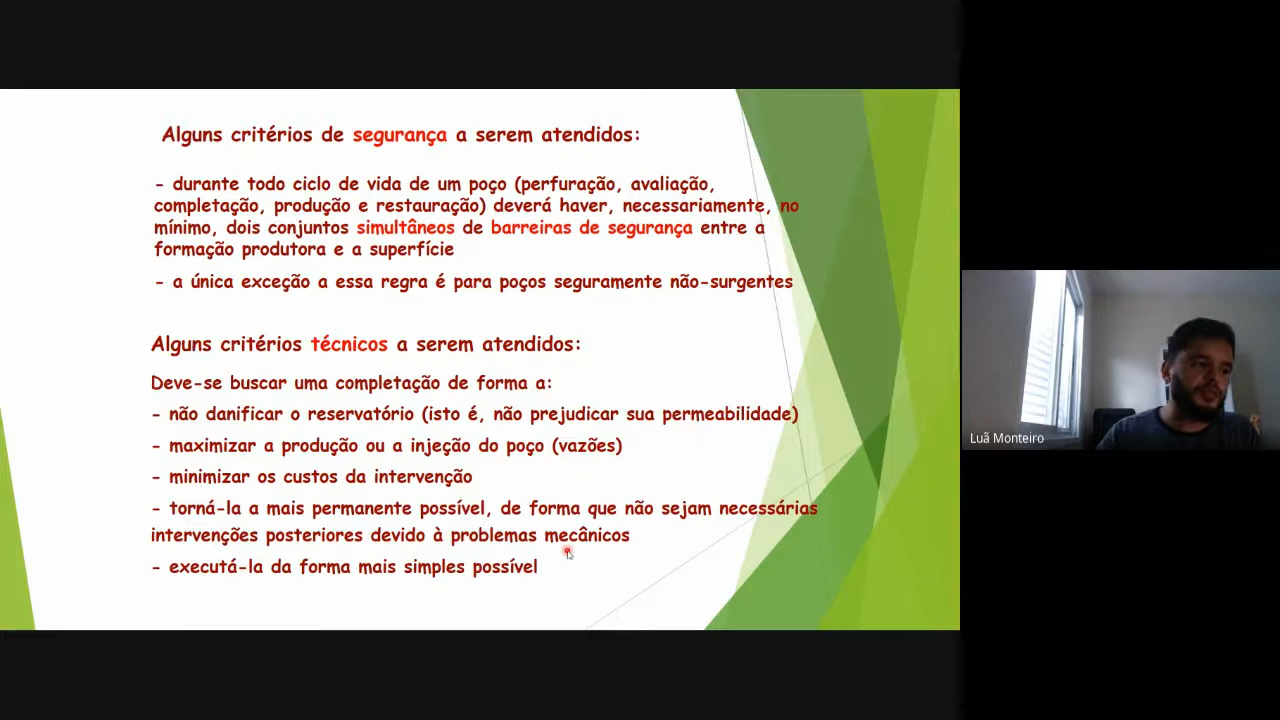 Alguns critérios de segurança a serem atendidos:
- durante todo ciclo de vida de um poço (perfuração, avaliação,
completação, produção e restauração) deverá haver, necessariamente, no
mínimo, dois conjuntos simultâneos de barreiras de segurança entre a
formação produtora e a superfície
- a única exceção a essa regra é para poços seguramente não-surgentes
Alguns critérios técnicos a serem atendidos:
Deve-se buscar uma completação de forma a:
- não danificar o reservatório (isto é, não prejudicar sua permeabilidade)
- maximizar a produção ou a injeção do poço (vazões)
- minimizar os custos da intervenção
- torná-la a mais permanente possível, de forma que não sejam necessárias
intervenções posteriores devido à problemas mecânicos
- executá-la da forma mais simples possível
Luã Monteiro